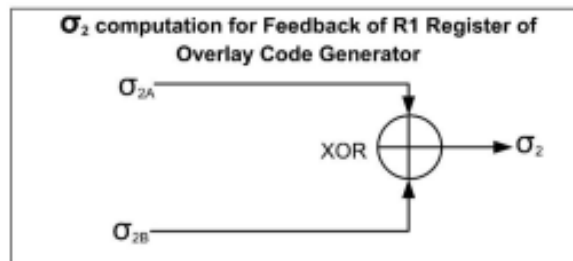 σ₂ computation for Feedback of R1 Register of
Overlay Code Generator
σ₂A
XOR
σ₂
σ₂B